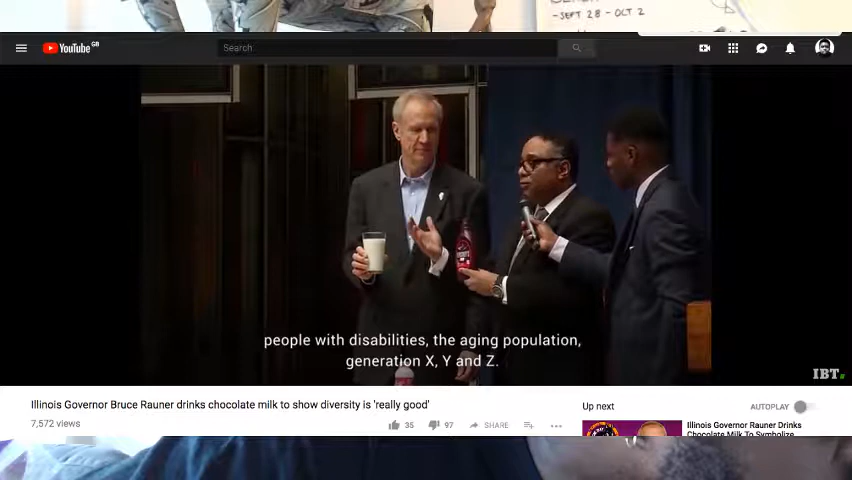 -SEPT 28 - OCT 2
YouTube GB
Search
people with disabilities, the aging population,
generation X, Y and Z.
IBT.
Illinois Governor Bruce Rauner drinks chocolate milk to show diversity is 'really good'
7,572 views
35
97
SHARE
Up next
AUTOPLAY
Illinois Governor Rauner Drinks
Chocolate Milk To Symbolize